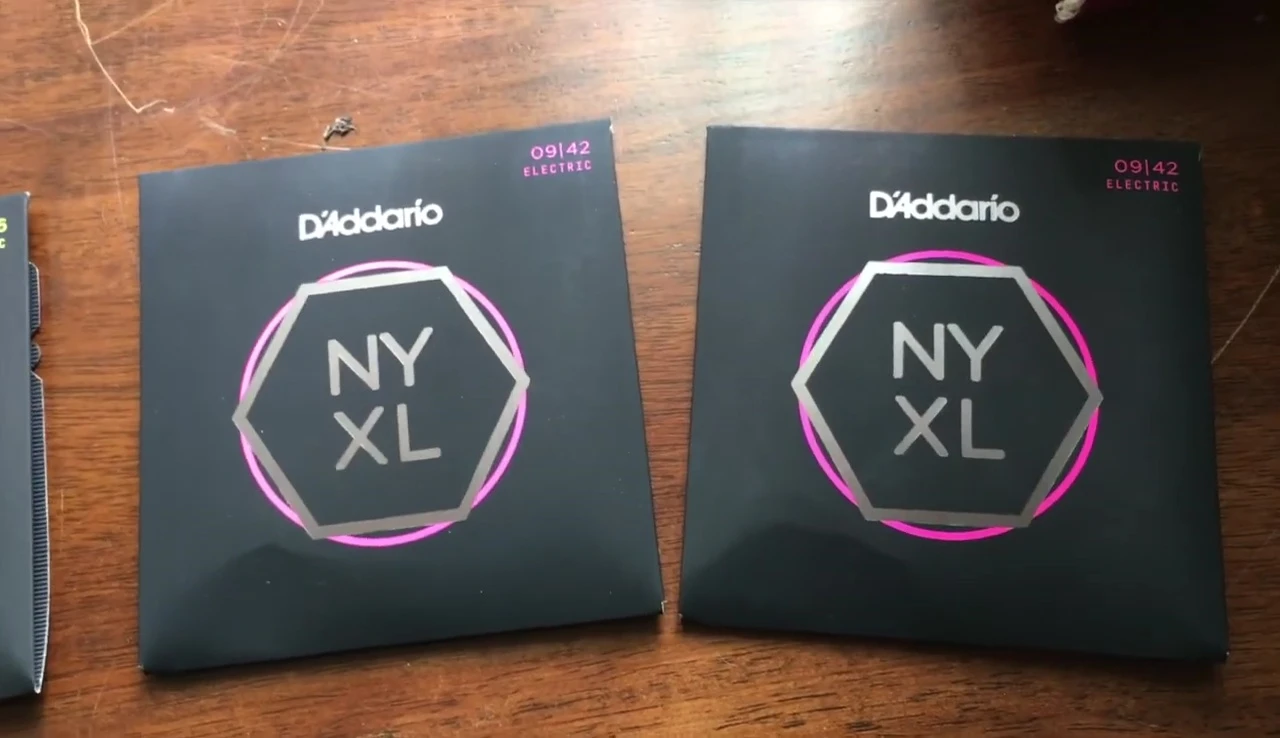 09|42
ELECTRIC
D'Addario
NY
XL
09|42
ELECTRIC
D'Addario
NY
XL